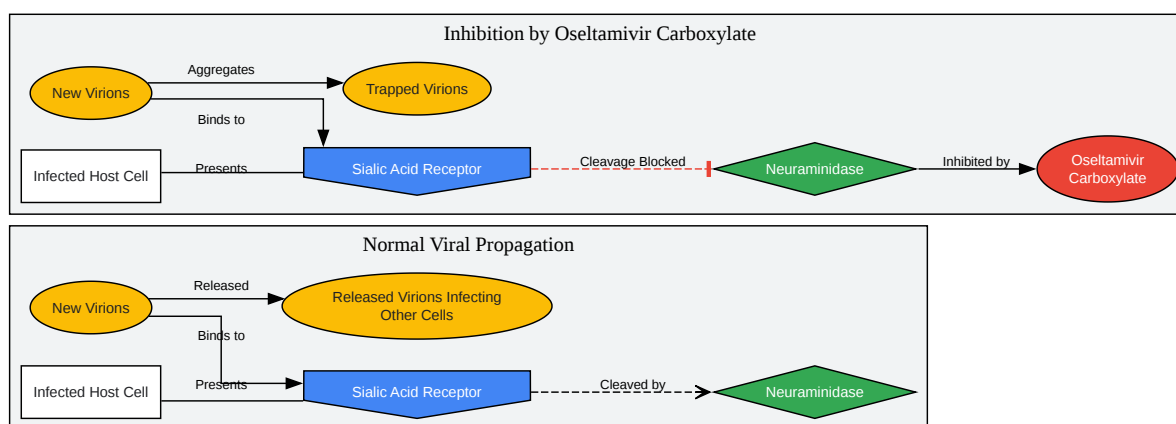 Inhibition by Oseltamivir Carboxylate
New Virions
Aggregates
Trapped Virions
Binds to
Infected Host Cell
Presents
Sialic Acid Receptor
Cleavage Blocked
Neuraminidase
Inhibited by
Oseltamivir
Carboxylate
Normal Viral Propagation
New Virions
Released
Released Virions Infecting
Other Cells
Binds to
Infected Host Cell
Presents
Sialic Acid Receptor
Cleaved by
Neuraminidase